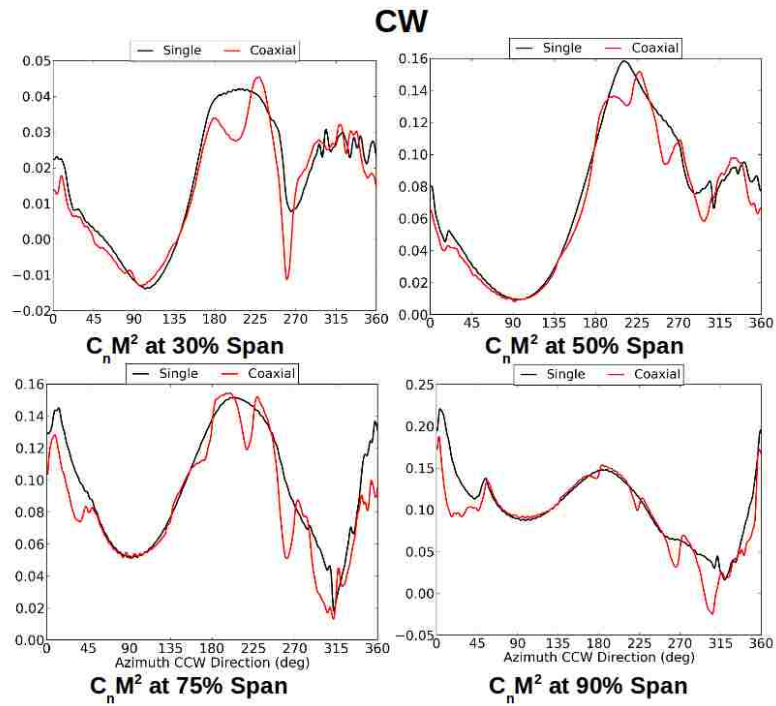 CW
Single Coaxial
Single Coaxial
0.05
0.04
0.03
0.02
0.01
0.00
−0.01
−0.02
0 45 90 135 180 225 270 315 360
0.16
0.14
0.12
0.10
0.08
0.06
0.04
0.02
0.00
0 45 90 135 180 225 270 315 360
CnM² at 30% Span
CnM² at 50% Span
Single Coaxial
Single Coaxial
0.16
0.14
0.12
0.10
0.08
0.06
0.04
0.02
0.00
0 45 90 135 180 225 270 315 360
Azimuth CCW Direction (deg)
0.25
0.20
0.15
0.10
0.05
0.00
−0.05
0 45 90 135 180 225 270 315 360
Azimuth CCW Direction (deg)
CnM² at 75% Span
CnM² at 90% Span